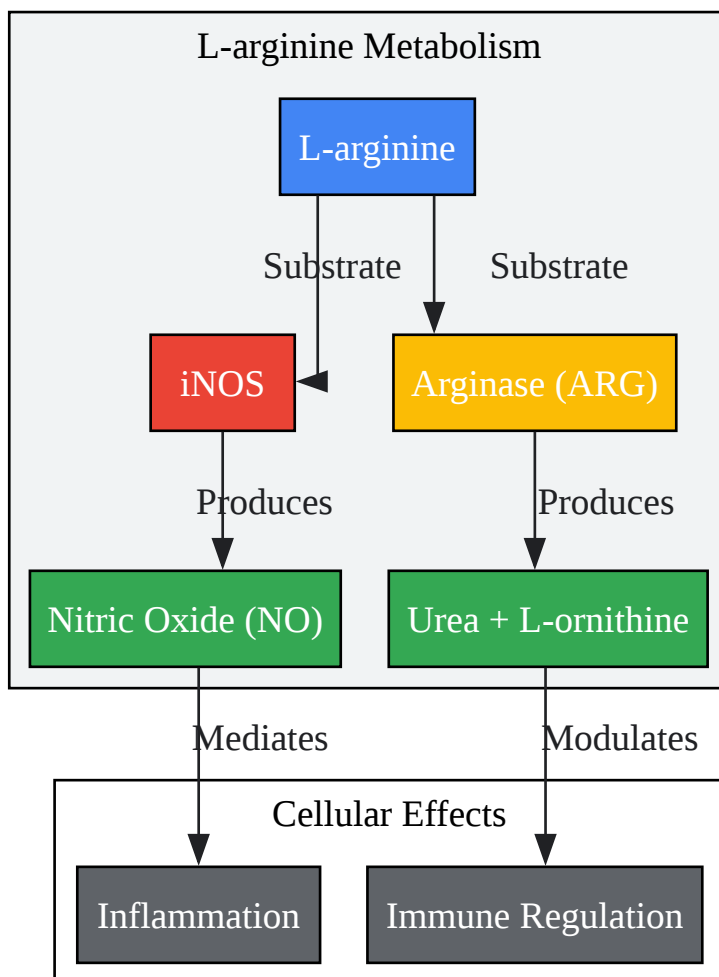 L-arginine Metabolism
L-arginine
Substrate
Substrate
iNOS
Arginase (ARG)
Produces
Produces
Nitric Oxide (NO)
Urea + L-ornithine
Mediates
Modulates
Cellular Effects
Inflammation
Immune Regulation